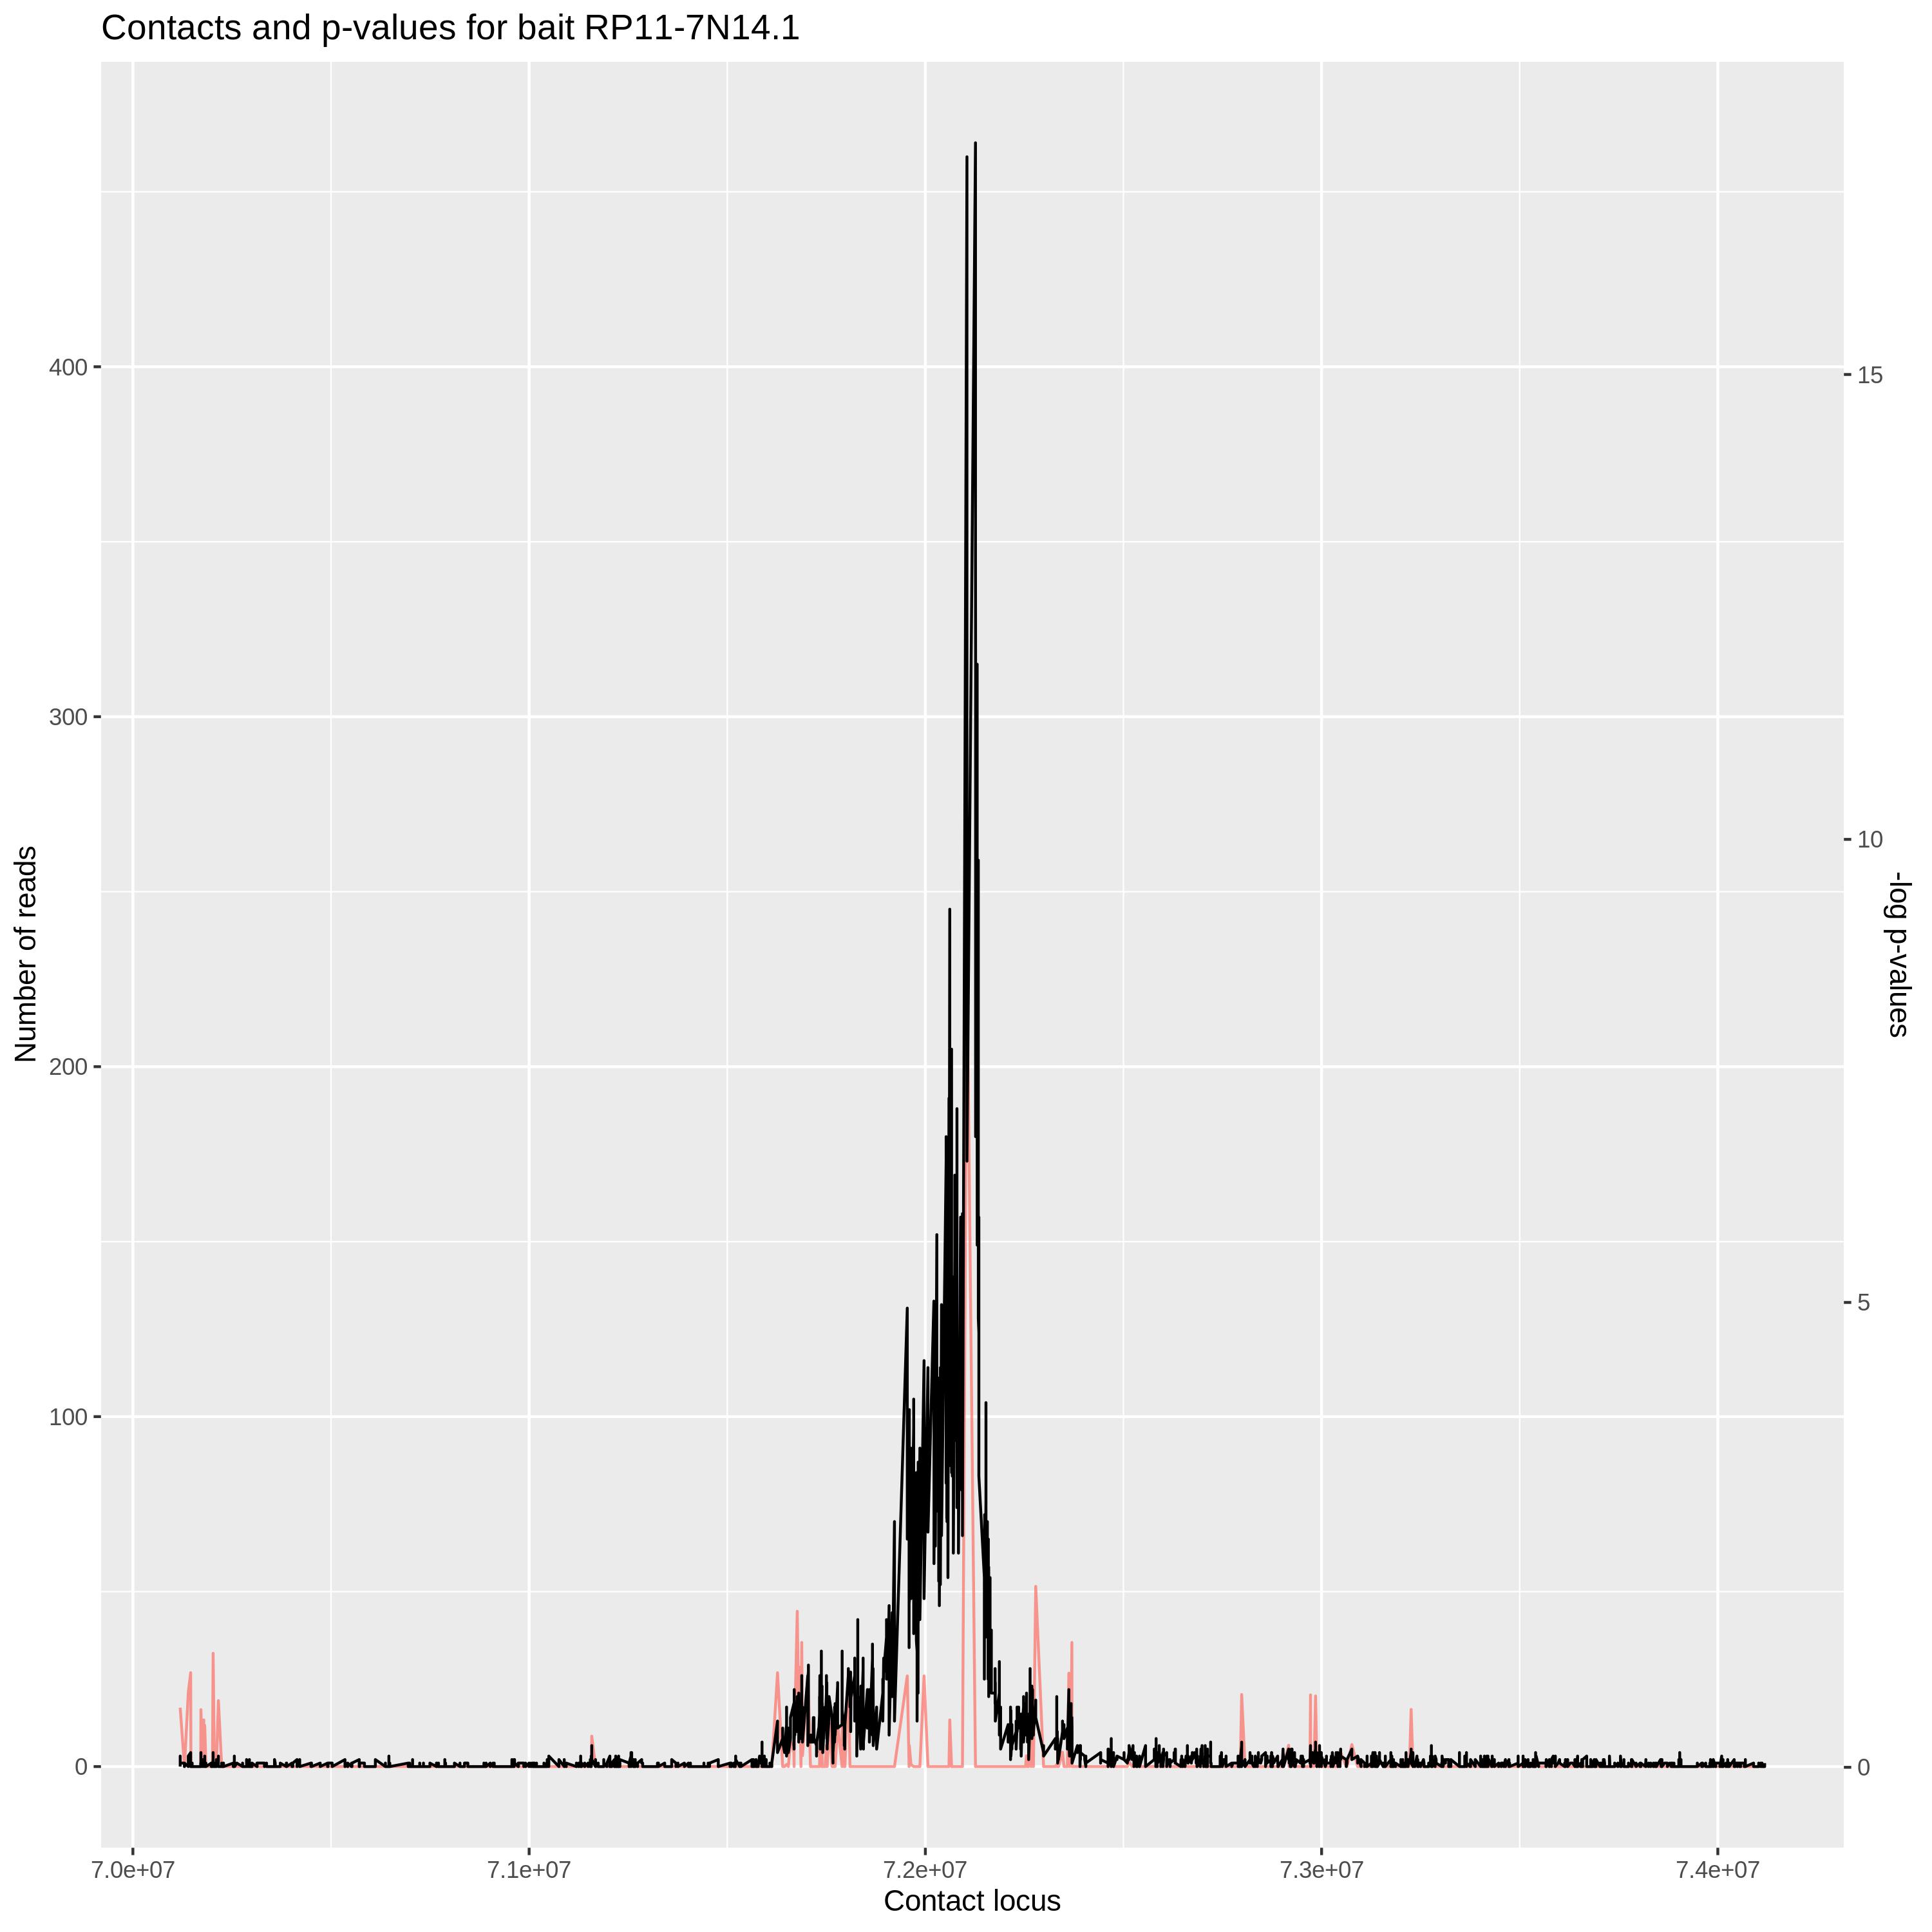 Contacts and p-values for bait RP11-7N14.1
400
300
200
100
0
Number of reads
15
10
5
0
-log p-values
7.0e+07
7.1e+07
7.2e+07
7.3e+07
7.4e+07
Contact locus